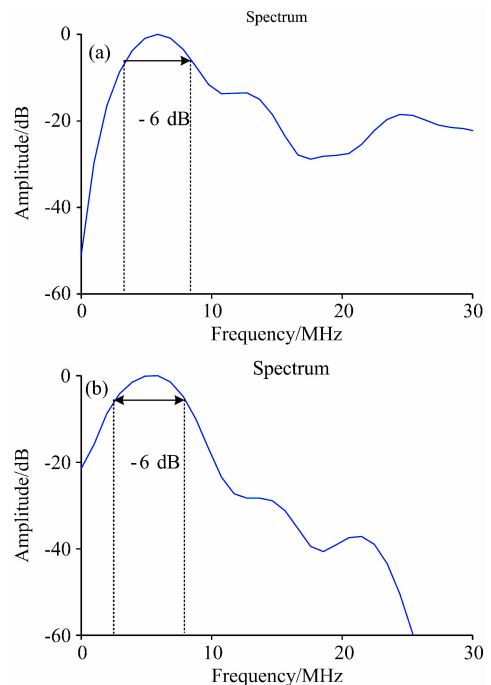 Spectrum
(a)
0
-20
-40
-60
- 6 dB
Amplitude/dB
0 10 20 30
Frequency/MHz
Spectrum
(b)
0
-20
-40
-60
-6 dB
Amplitude/dB
0 10 20 30
Frequency/MHz